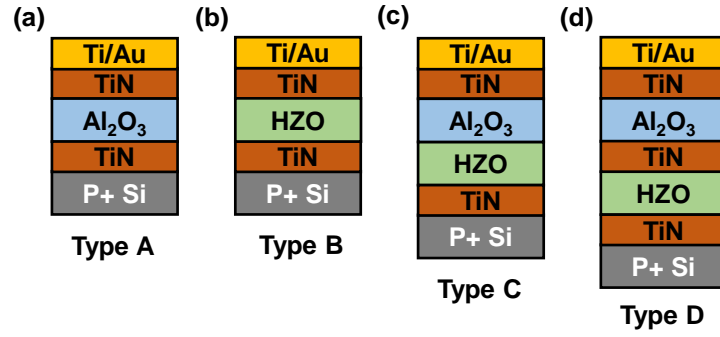 (a)
Ti/Au
TiN
Al₂O₃
TiN
P+ Si
Type A
(b)
Ti/Au
TiN
HZO
TiN
P+ Si
Type B
(c)
Ti/Au
TiN
Al₂O₃
HZO
TiN
P+ Si
Type C
(d)
Ti/Au
TiN
Al₂O₃
TiN
HZO
TiN
P+ Si
Type D